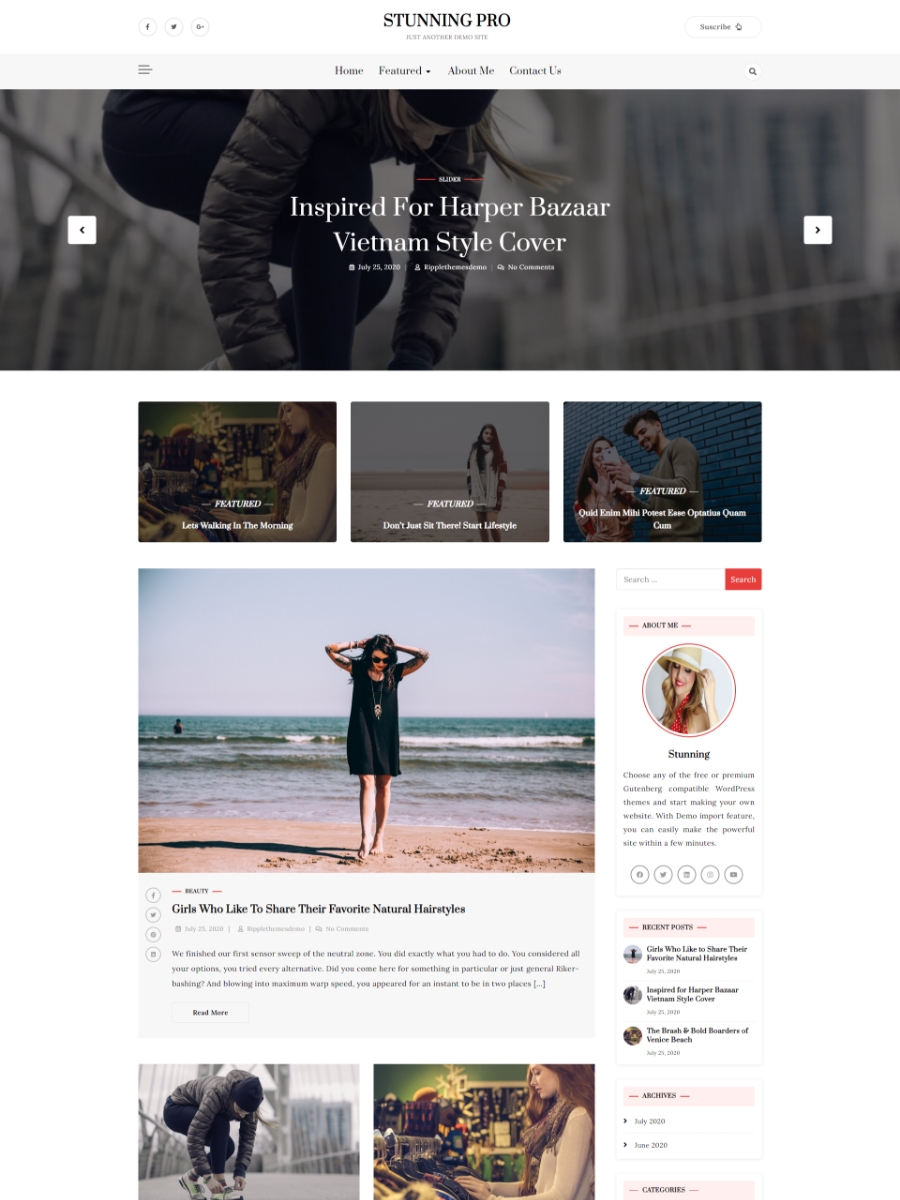 STUNNING PRO
JUST ANOTHER DEMO SITE
Suscribe
Home Featured About Me Contact Us
SLIDER
Inspired For Harper Bazaar
Vietnam Style Cover
July 25, 2020 | Ripplethemesdemo | No Comments
FEATURED
Lets Walking In The Morning
FEATURED
Don't Just Sit There! Start Lifestyle
FEATURED
Quid Enim Mihi Potest Esse Optatius Quam
Cum
BEAUTY
Girls Who Like To Share Their Favorite Natural Hairstyles
July 25, 2020 | Ripplethemesdemo | No Comments
We finished our first sensor sweep of the neutral zone. You did exactly what you had to do. You considered all
your options, you tried every alternative. Did you come here for something in particular or just general Riker-
bashing? And blowing into maximum warp speed, you appeared for an instant to be in two places [...]
Read More
Search ...
Search
ABOUT ME
Stunning
Choose any of the free or premium
Gutenberg compatible WordPress
themes and start making your own
website. With Demo import feature,
you can easily make the powerful
site within a few minutes.
RECENT POSTS
Girls Who Like to Share Their
Favorite Natural Hairstyles
July 25, 2020
Inspired for Harper Bazaar
Vietnam Style Cover
July 25, 2020
The Brash & Bold Boarders of
Venice Beach
July 25, 2020
ARCHIVES
July 2020
June 2020
CATEGORIES